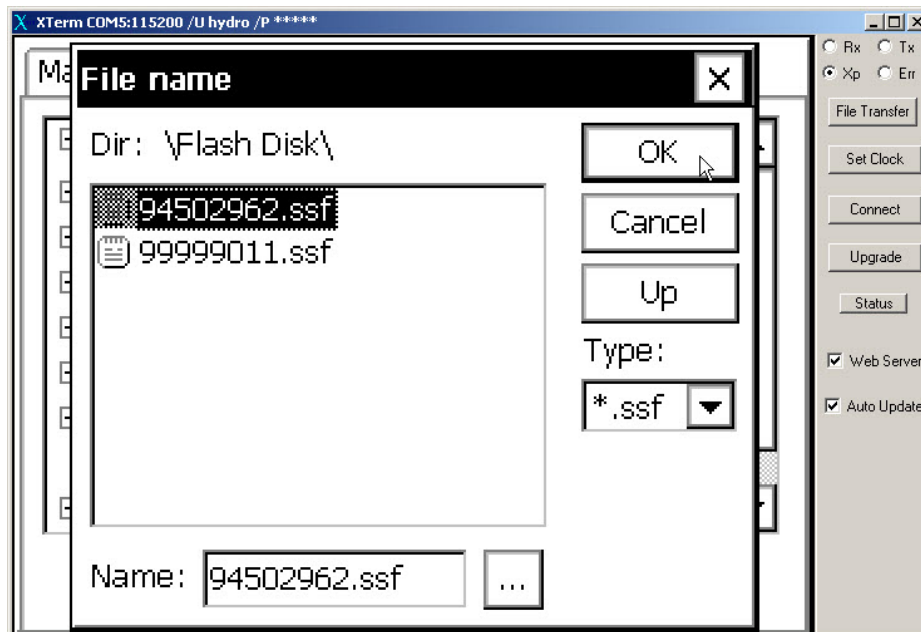 XTerm COM5:115200 /U hydro /P *****
Ma
File name
Dir: \Flash Disk\
94502962.ssf
99999011.ssf
OK
Cancel
Up
Type:
*.ssf
Name: 94502962.ssf ...
Rx Tx
Xp Err
File Transfer
Set Clock
Connect
Upgrade
Status
Web Server
Auto Update